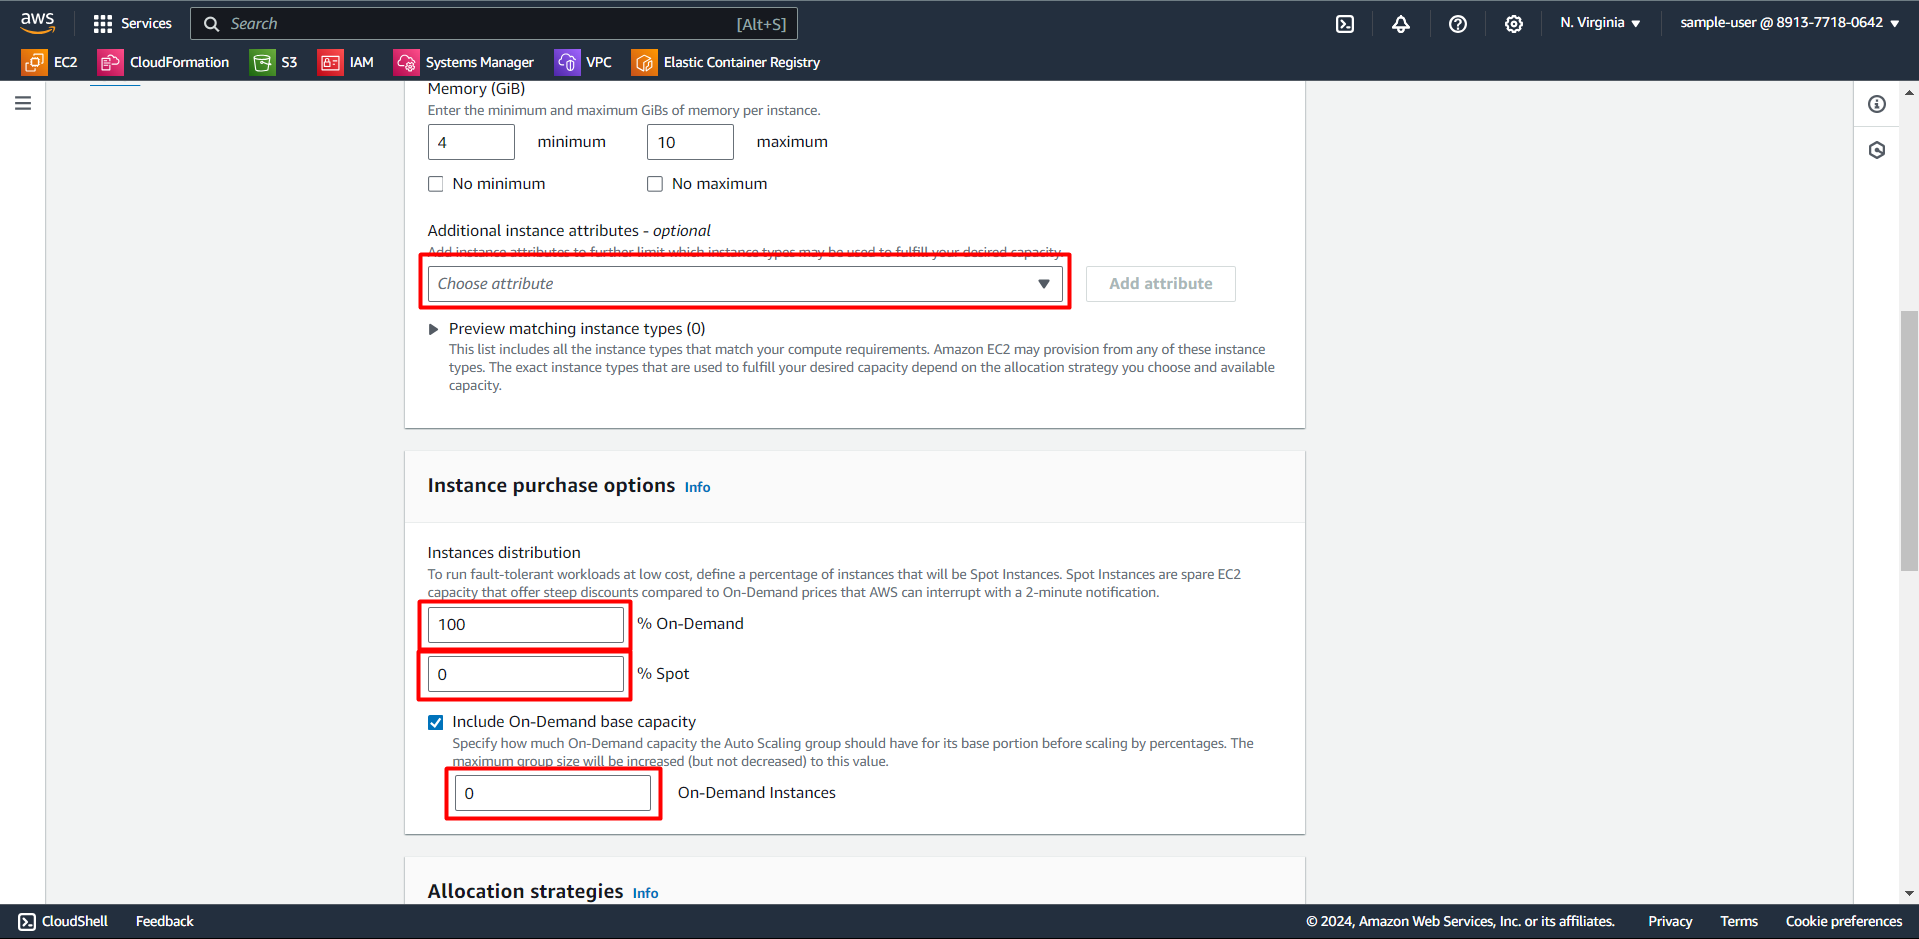 aws
Services
Search
[Alt+S]
N. Virginia
sample-user @ 8913-7718-0642
EC2
CloudFormation
S3
IAM
Systems Manager
VPC
Elastic Container Registry
Memory (GiB)
Enter the minimum and maximum GiBs of memory per instance.
4
minimum
10
maximum
No minimum
No maximum
Additional instance attributes - optional
Add instance attributes to further limit which instance types may be used to fulfill your desired capacity.
Choose attribute
Add attribute
Preview matching instance types (0)
This list includes all the instance types that match your compute requirements. Amazon EC2 may provision from any of these instance
types. The exact instance types that are used to fulfill your desired capacity depend on the allocation strategy you choose and available
capacity.
Instance purchase options Info
Instances distribution
To run fault-tolerant workloads at low cost, define a percentage of instances that will be Spot Instances. Spot Instances are spare EC2
capacity that offer steep discounts compared to On-Demand prices that AWS can interrupt with a 2-minute notification.
100
% On-Demand
0
% Spot
Include On-Demand base capacity
Specify how much On-Demand capacity the Auto Scaling group should have for its base portion before scaling by percentages. The
maximum group size will be increased (but not decreased) to this value.
0
On-Demand Instances
Allocation strategies Info
CloudShell
Feedback
© 2024, Amazon Web Services, Inc. or its affiliates.
Privacy
Terms
Cookie preferences